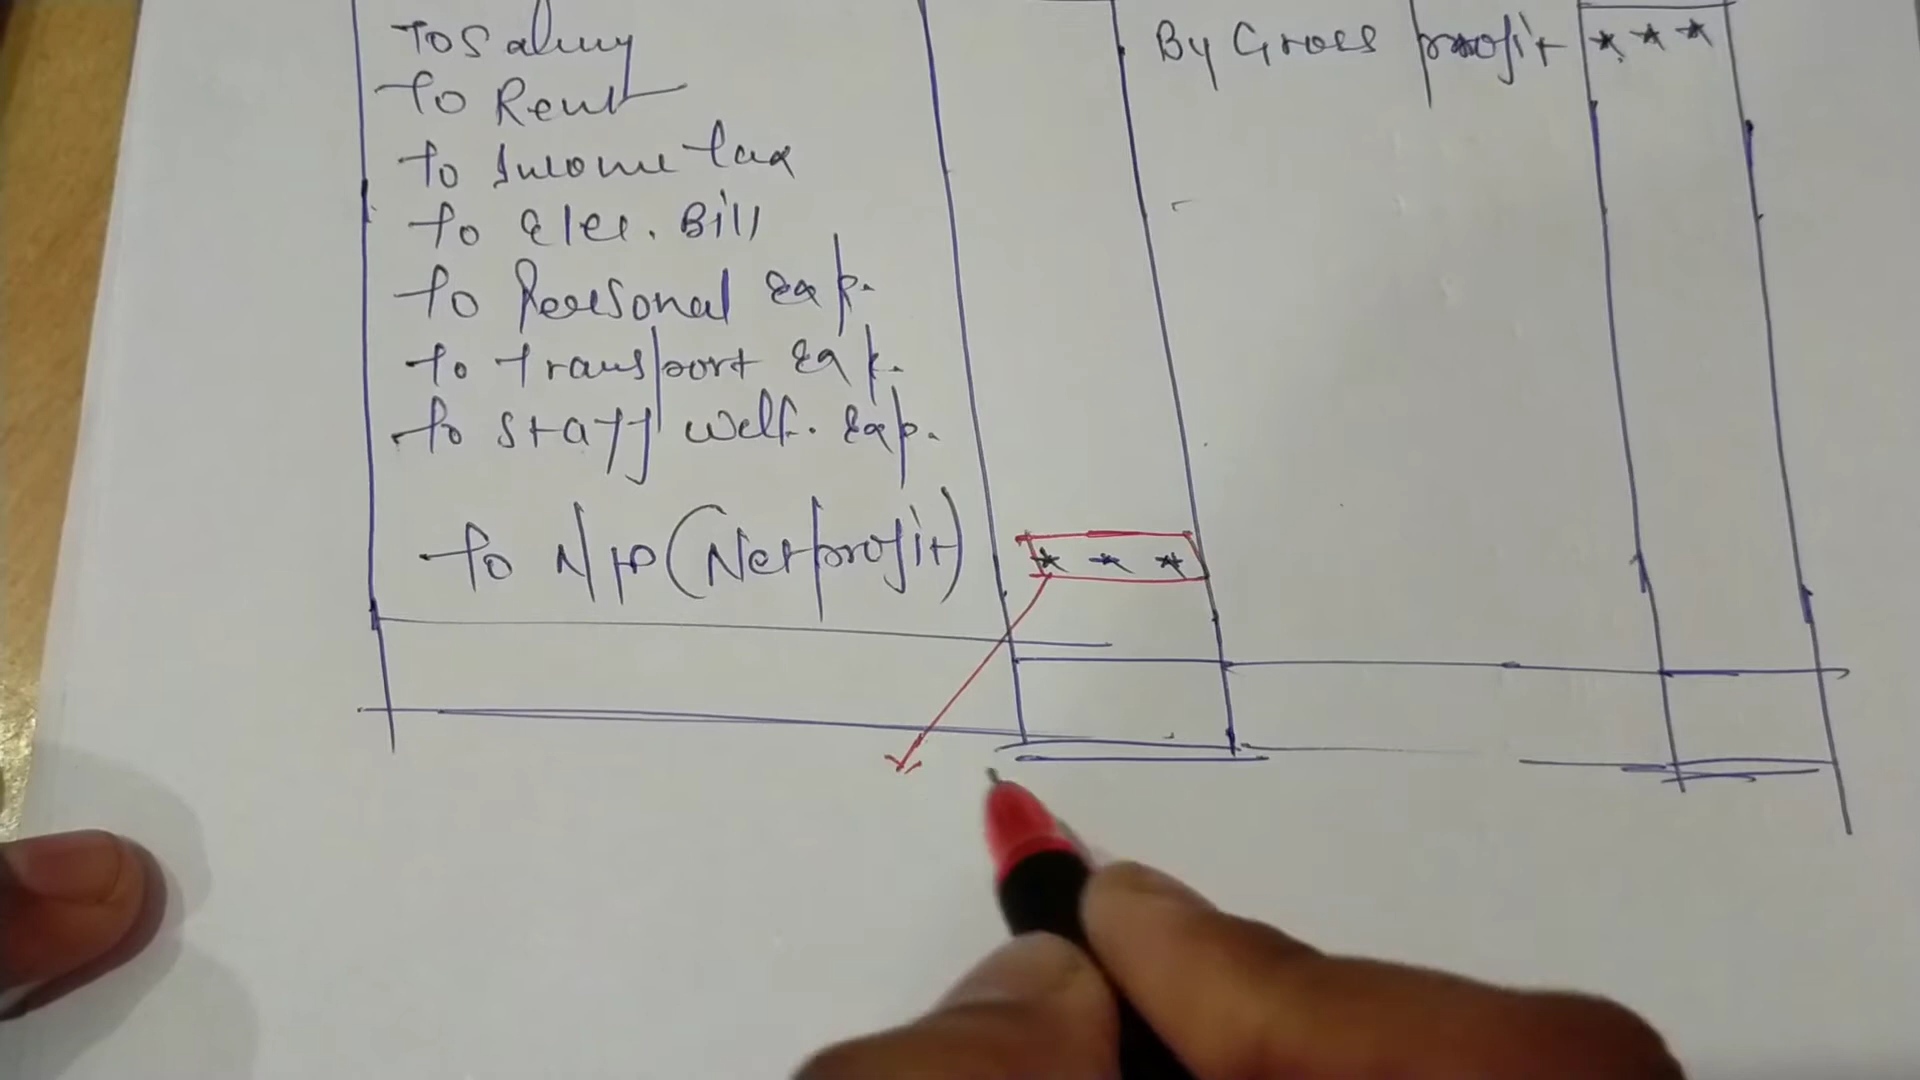 To Salary
By Gross profit ***
To Rent
To Income tax
To Elec. Bill
To Personal Exp.
To transport Exp.
To staff welf. Exp.
To N/P (Net profit) ***